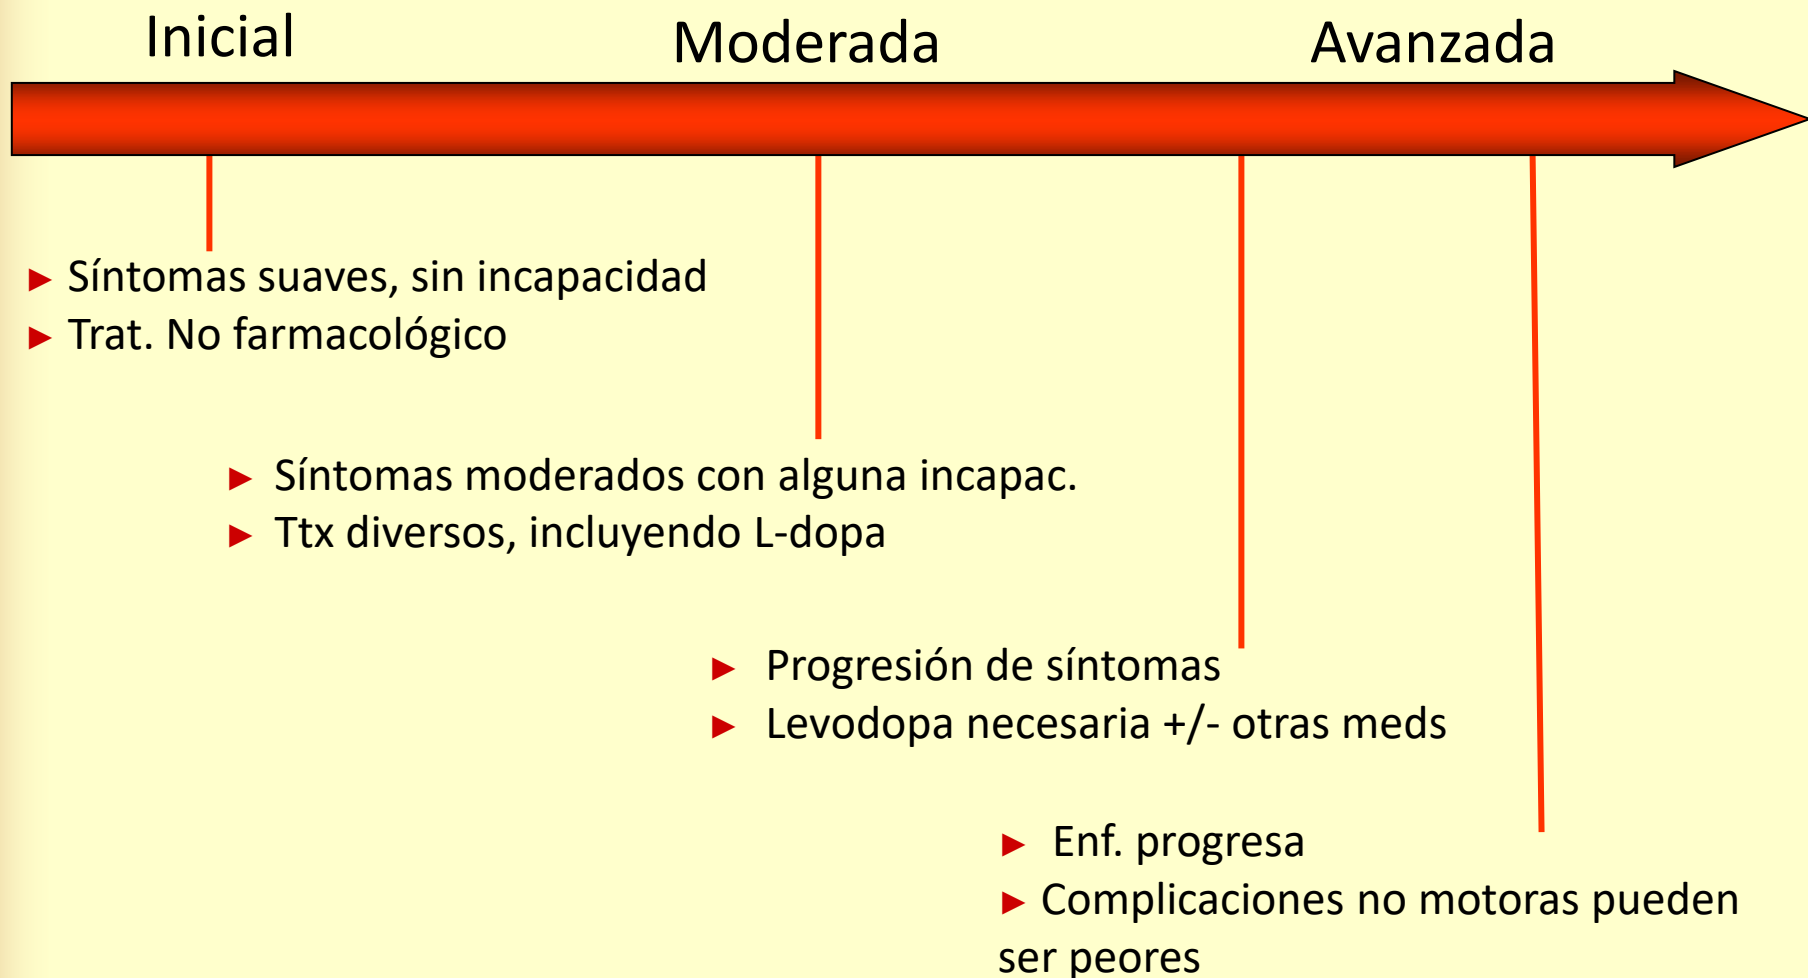 Inicial
Moderada
Avanzada
► Síntomas suaves, sin incapacidad
► Trat. No farmacológico
► Síntomas moderados con alguna incapac.
► Ttx diversos, incluyendo L-dopa
► Progresión de síntomas
► Levodopa necesaria +/- otras meds
► Enf. progresa
► Complicaciones no motoras pueden
ser peores